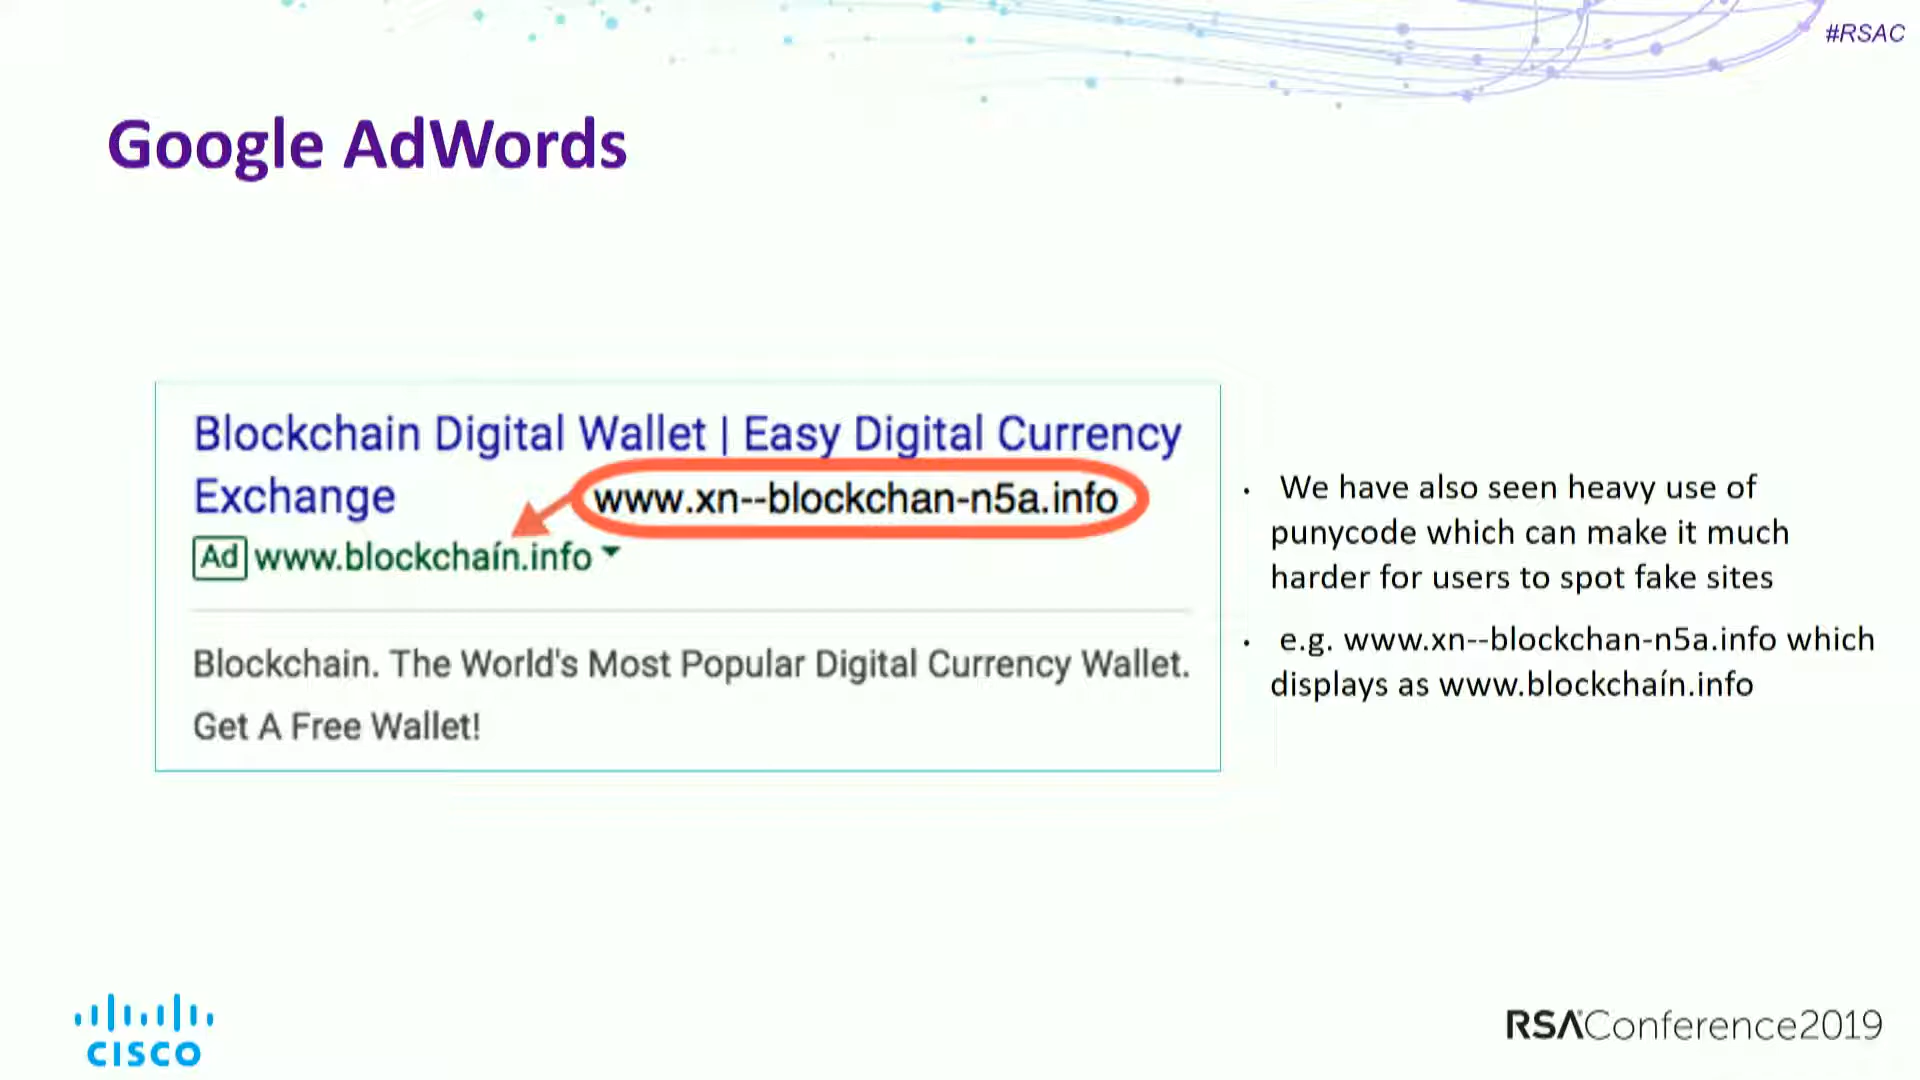 #RSAC
Google AdWords
Blockchain Digital Wallet | Easy Digital Currency
Exchange
www.xn--blockchan-n5a.info
Ad www.blockchaín.info
Blockchain. The World's Most Popular Digital Currency Wallet.
Get A Free Wallet!
• We have also seen heavy use of
punycode which can make it much
harder for users to spot fake sites
• e.g. www.xn--blockchan-n5a.info which
displays as www.blockchaín.info
CISCO
RSAConference2019